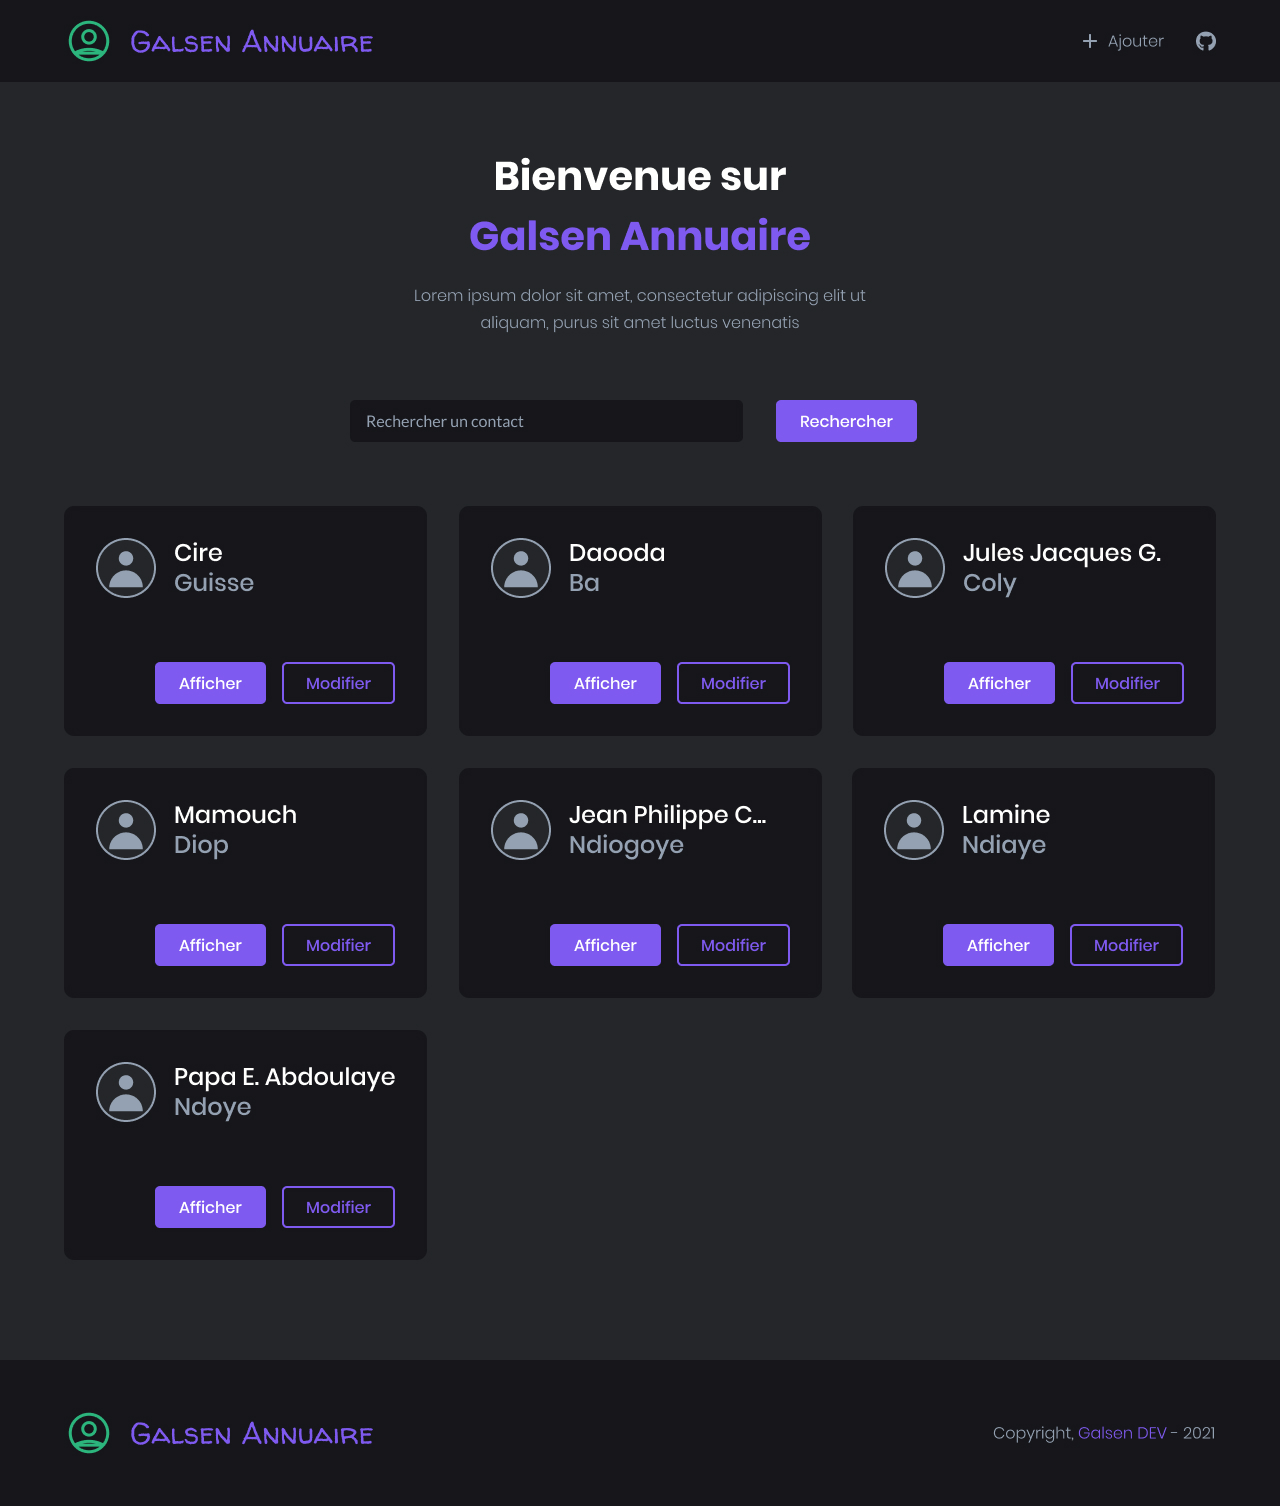 Galsen Annuaire
Ajouter
Bienvenue sur
Galsen Annuaire
Lorem ipsum dolor sit amet, consectetur adipiscing elit ut
aliquam, purus sit amet luctus venenatis
Rechercher un contact
Rechercher
Cire
Guisse
Afficher
Modifier
Daooda
Ba
Afficher
Modifier
Jules Jacques G.
Coly
Afficher
Modifier
Mamouch
Diop
Afficher
Modifier
Jean Philippe C...
Ndiogoye
Afficher
Modifier
Lamine
Ndiaye
Afficher
Modifier
Papa E. Abdoulaye
Ndoye
Afficher
Modifier
Galsen Annuaire
Copyright, Galsen DEV - 2021